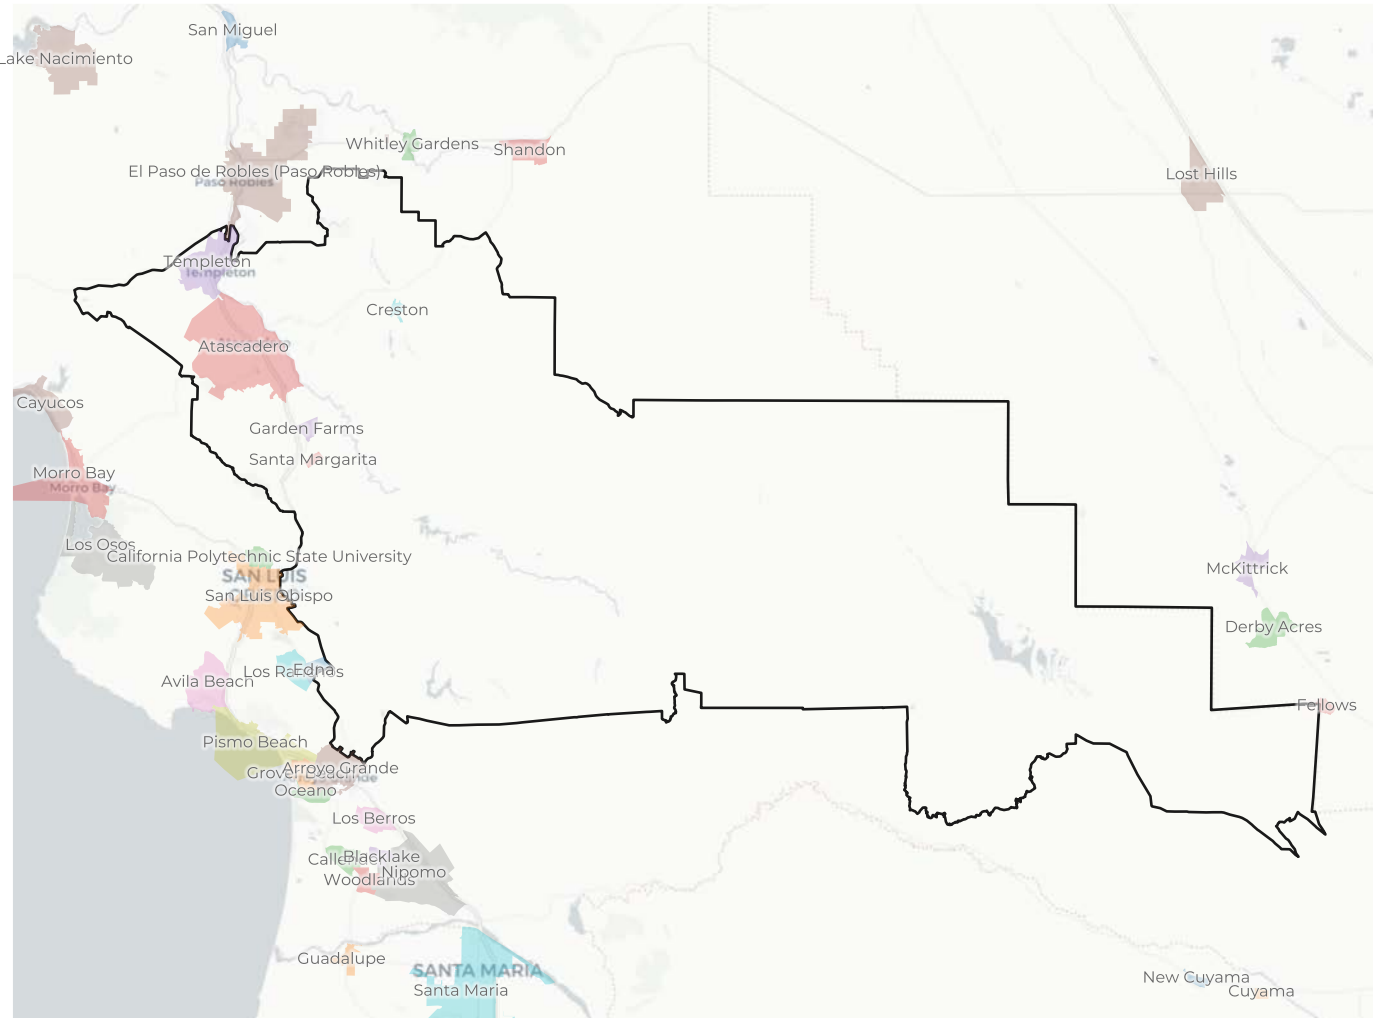 San Miguel
Lake Nacimiento
Whitley Gardens
Shandon
El Paso de Robles (Paso Robles)
Paso Robles
Lost Hills
Templeton
Templeton
Creston
Atascadero
Cayucos
Garden Farms
Santa Margarita
Morro Bay
Morro Bay
Los Osos
California Polytechnic State University
SAN LUIS
San Luis Obispo
McKittrick
Derby Acres
Los Ranchos
Edna
Avila Beach
Fellows
Pismo Beach
Arroyo Grande
Grover Beach
Oceano
Los Berros
Blacklake
Nipomo
Woodlands
Guadalupe
SANTA MARIA
Santa Maria
New Cuyama
Cuyama